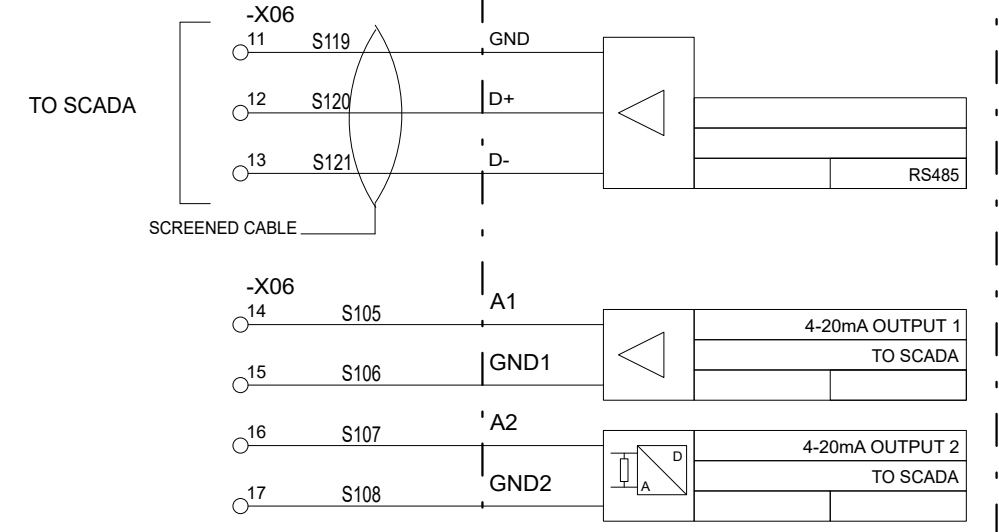 -X06
11 S119 GND
TO SCADA
12 S120 D+
13 S121 D-
RS485
SCREENED CABLE
-X06
14 S105 A1
4-20mA OUTPUT 1
TO SCADA
15 S106 GND1
16 S107 A2
4-20mA OUTPUT 2
D
TO SCADA
A
17 S108 GND2